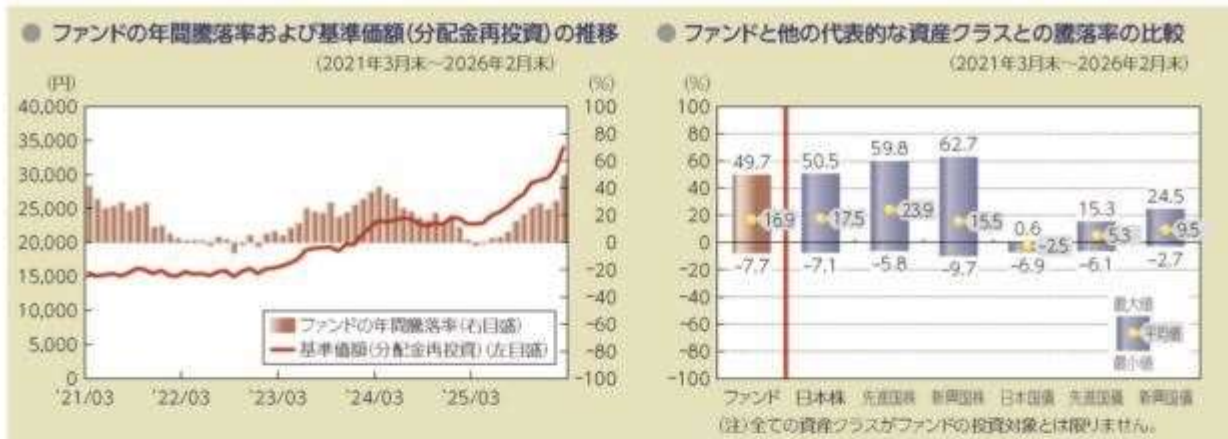 ● ファンドの年間騰落率および基準価額(分配金再投資)の推移
(2021年3月末～2026年2月末)
(円)
(%)
40,000
35,000
30,000
25,000
20,000
15,000
10,000
5,000
0
100
80
60
40
20
0
-20
-40
-60
-80
-100
ファンドの年間騰落率(右目盛)
基準価額(分配金再投資)(左目盛)
'21/03 '22/03 '23/03 '24/03 '25/03
● ファンドと他の代表的な資産クラスとの騰落率の比較
(2021年3月末～2026年2月末)
(%)
100
80
60
40
20
0
-20
-40
-60
-80
-100
49.7 50.5 59.8 62.7 0.6 15.3 24.5
16.9 17.5 23.9 15.5 -2.5 5.3 9.5
-7.7 -7.1 -5.8 -9.7 -6.9 -6.1 -2.7
最大値
平均値
最小値
ファンド 日本株 先進国株 新興国株 日本国債 先進国債 新興国債
(注)全ての資産クラスがファンドの投資対象とは限りません。